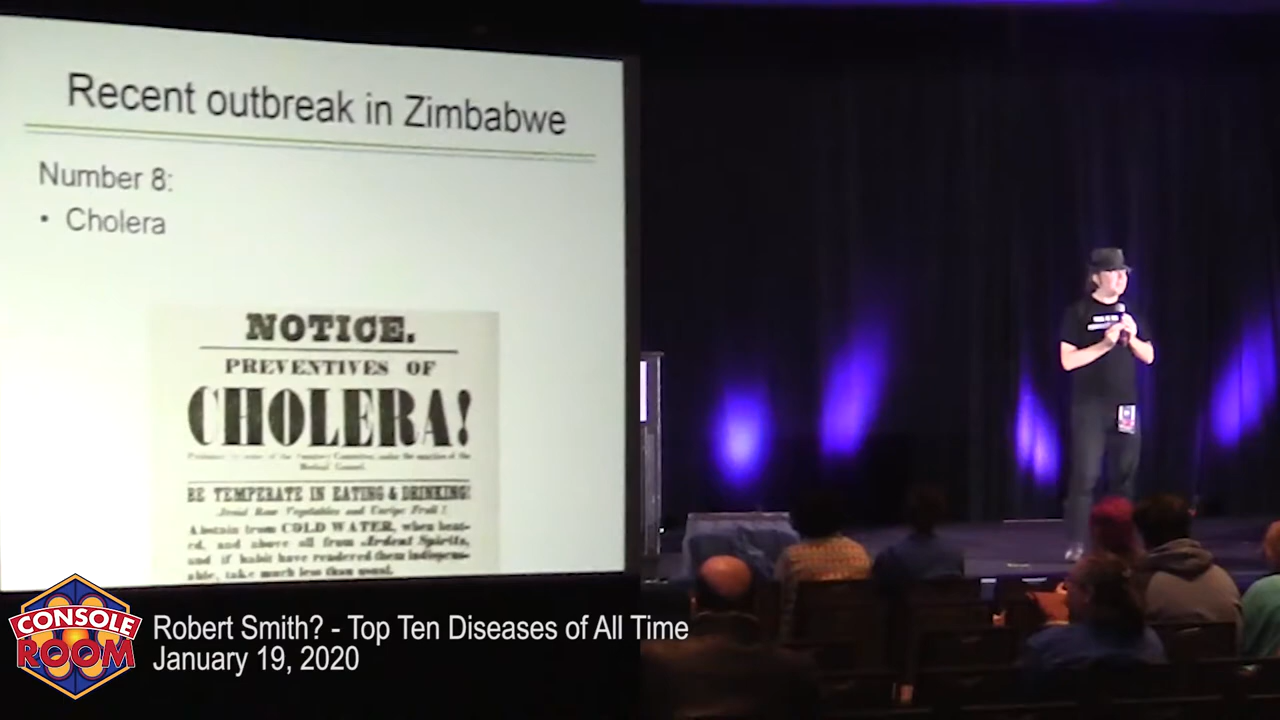 Recent outbreak in Zimbabwe
Number 8:
• Cholera
NOTICE.
PREVENTIVES OF
CHOLERA!
BE TEMPERATE IN EATING & DRINKING!
Avoid Raw Vegetables and Unripe Fruit!
Abstain from COLD WATER, when heat-
ed, and above all from Ardent Spirits,
and if habit have rendered them indispens-
able, take much less than usual.
CONSOLE
ROOM
Robert Smith? - Top Ten Diseases of All Time
January 19, 2020